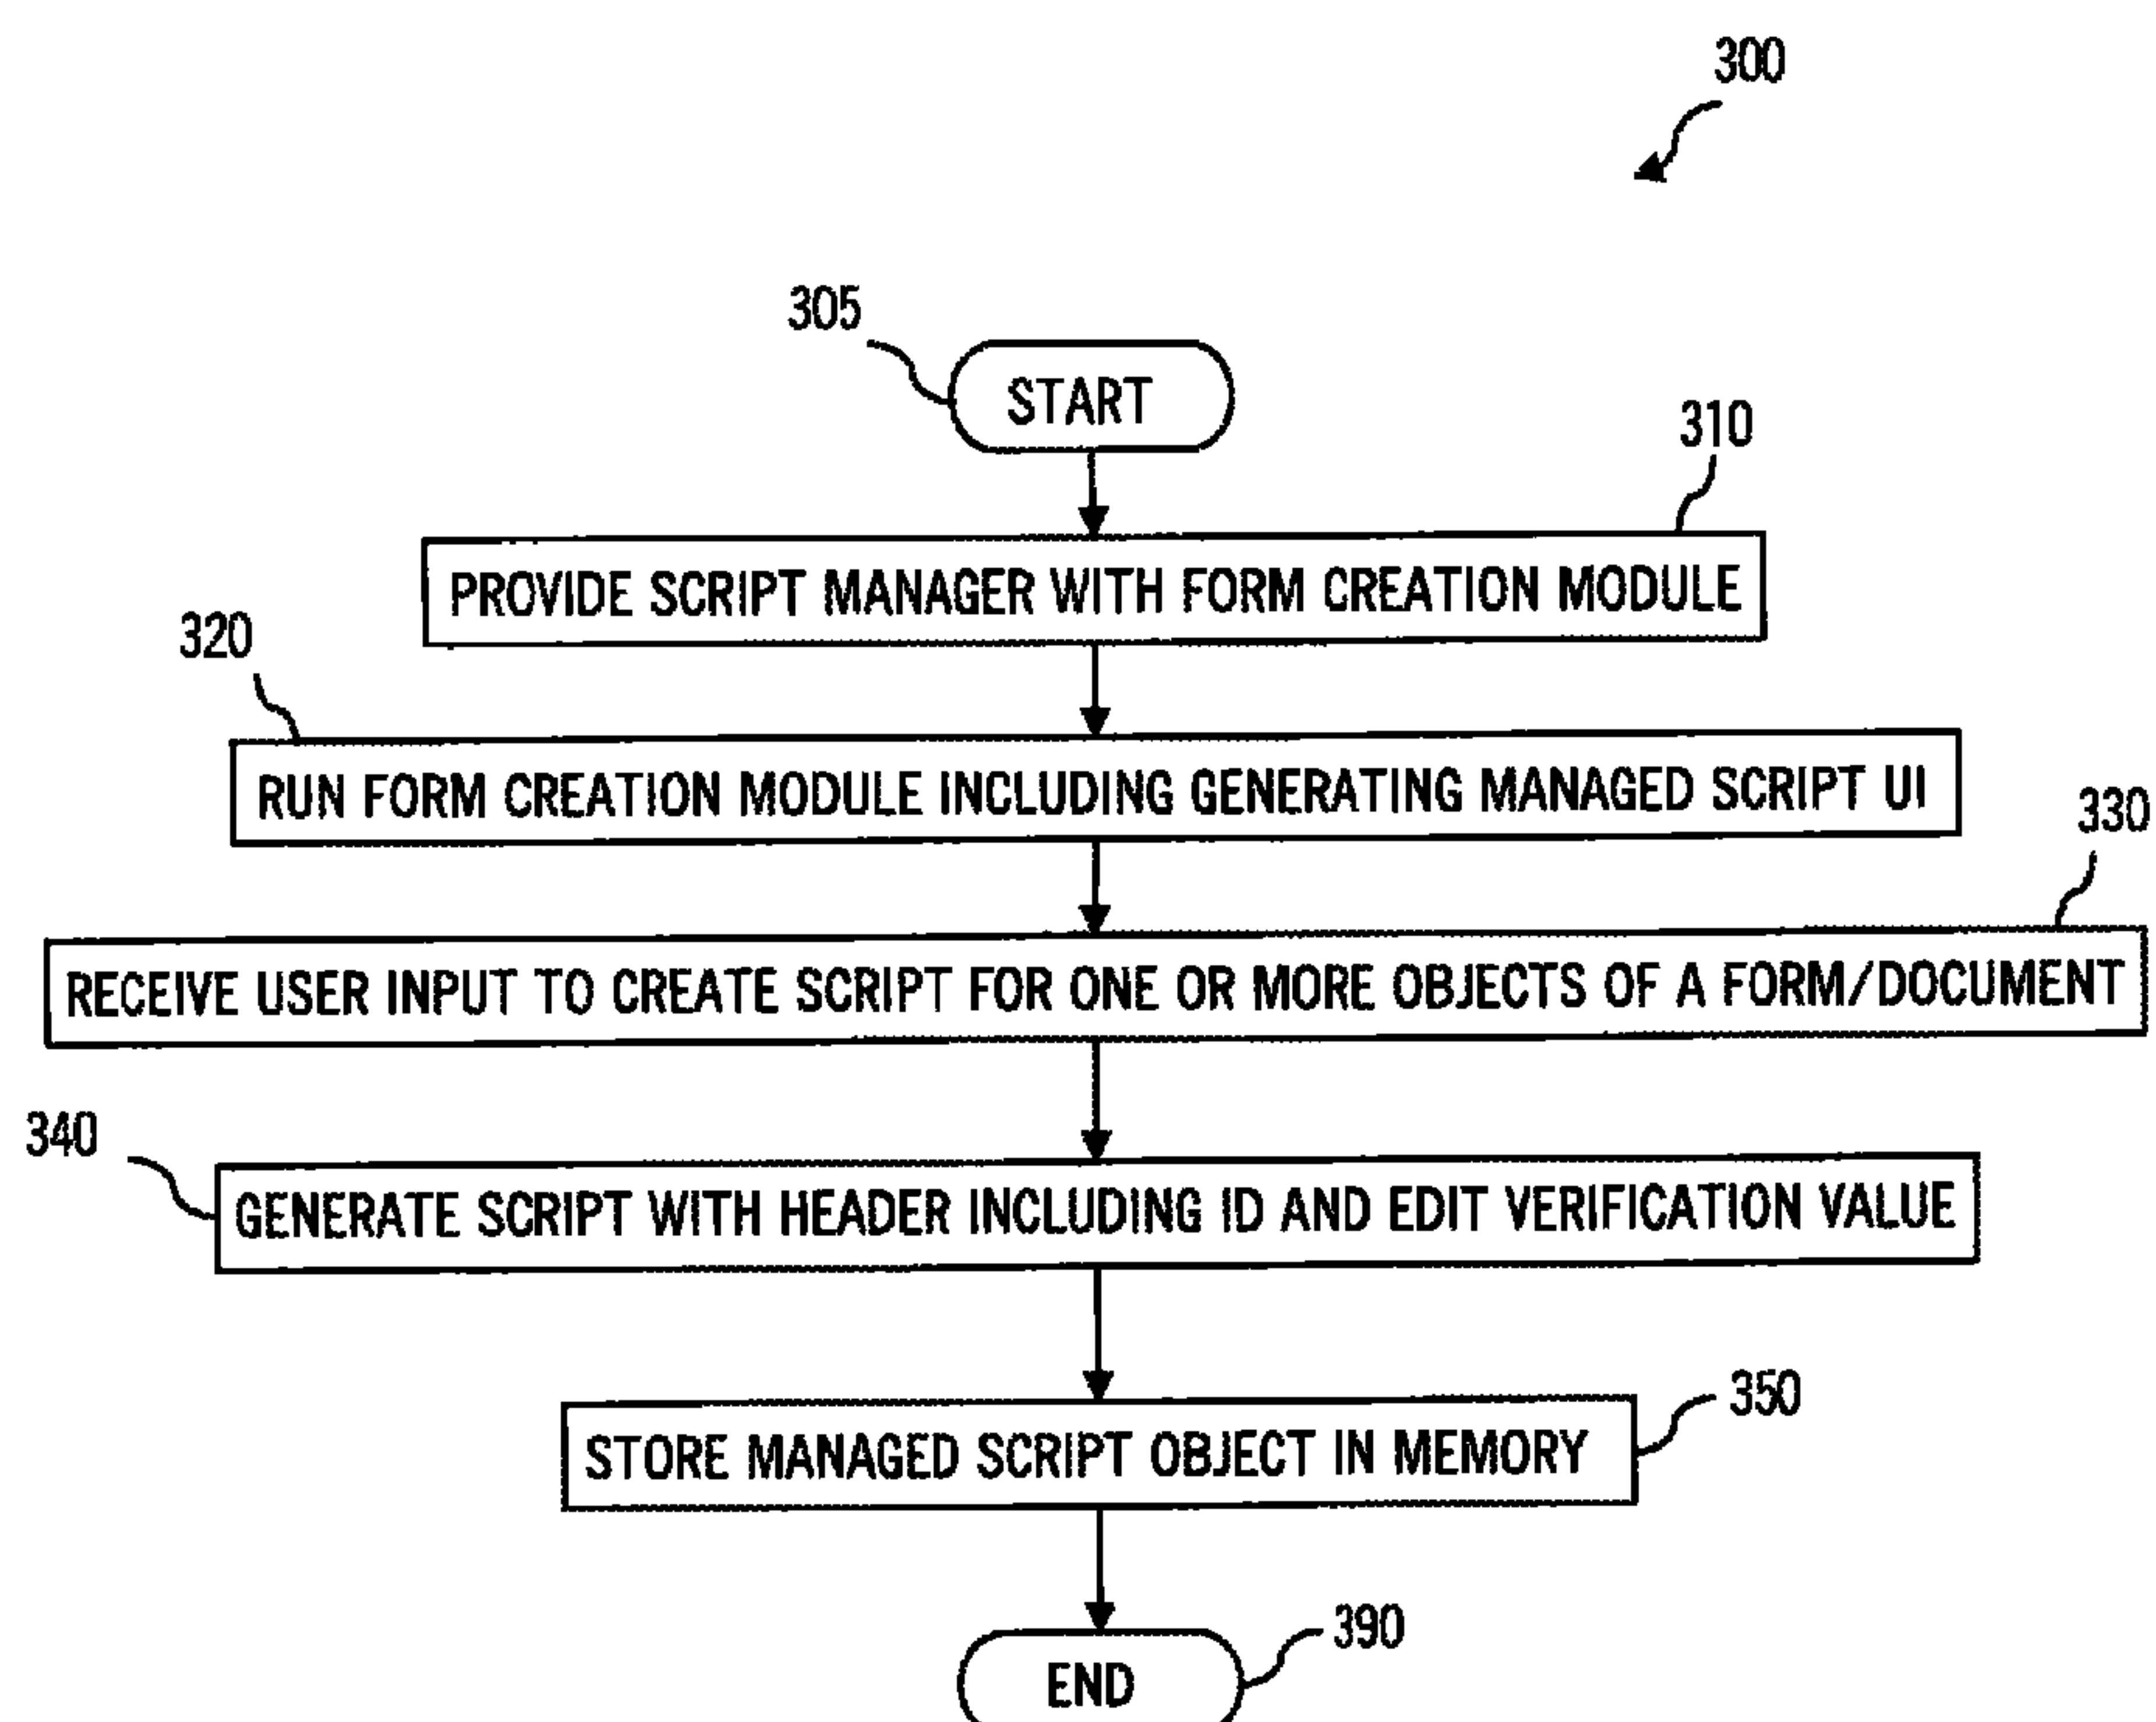 300
305
START
310
PROVIDE SCRIPT MANAGER WITH FORM CREATION MODULE
320
RUN FORM CREATION MODULE INCLUDING GENERATING MANAGED SCRIPT UI
330
RECEIVE USER INPUT TO CREATE SCRIPT FOR ONE OR MORE OBJECTS OF A FORM/DOCUMENT
340
GENERATE SCRIPT WITH HEADER INCLUDING ID AND EDIT VERIFICATION VALUE
350
STORE MANAGED SCRIPT OBJECT IN MEMORY
390
END